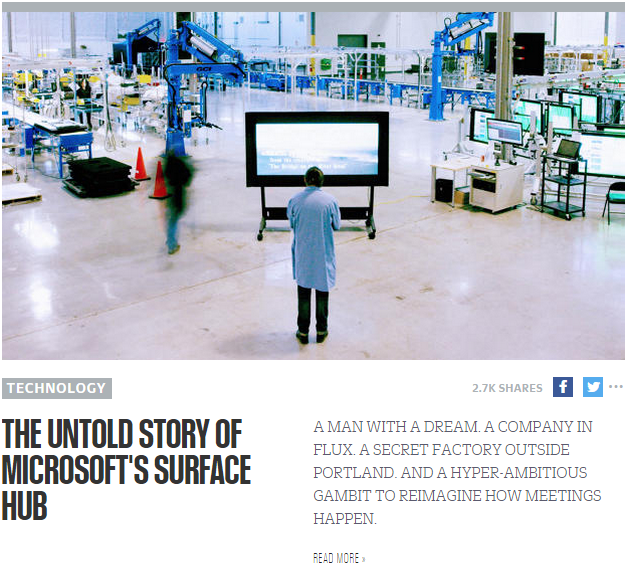 TECHNOLOGY
2.7K SHARES
THE UNTOLD STORY OF
MICROSOFT'S SURFACE
HUB
A MAN WITH A DREAM. A COMPANY IN
FLUX. A SECRET FACTORY OUTSIDE
PORTLAND. AND A HYPER-AMBITIOUS
GAMBIT TO REIMAGINE HOW MEETINGS
HAPPEN.
READ MORE »